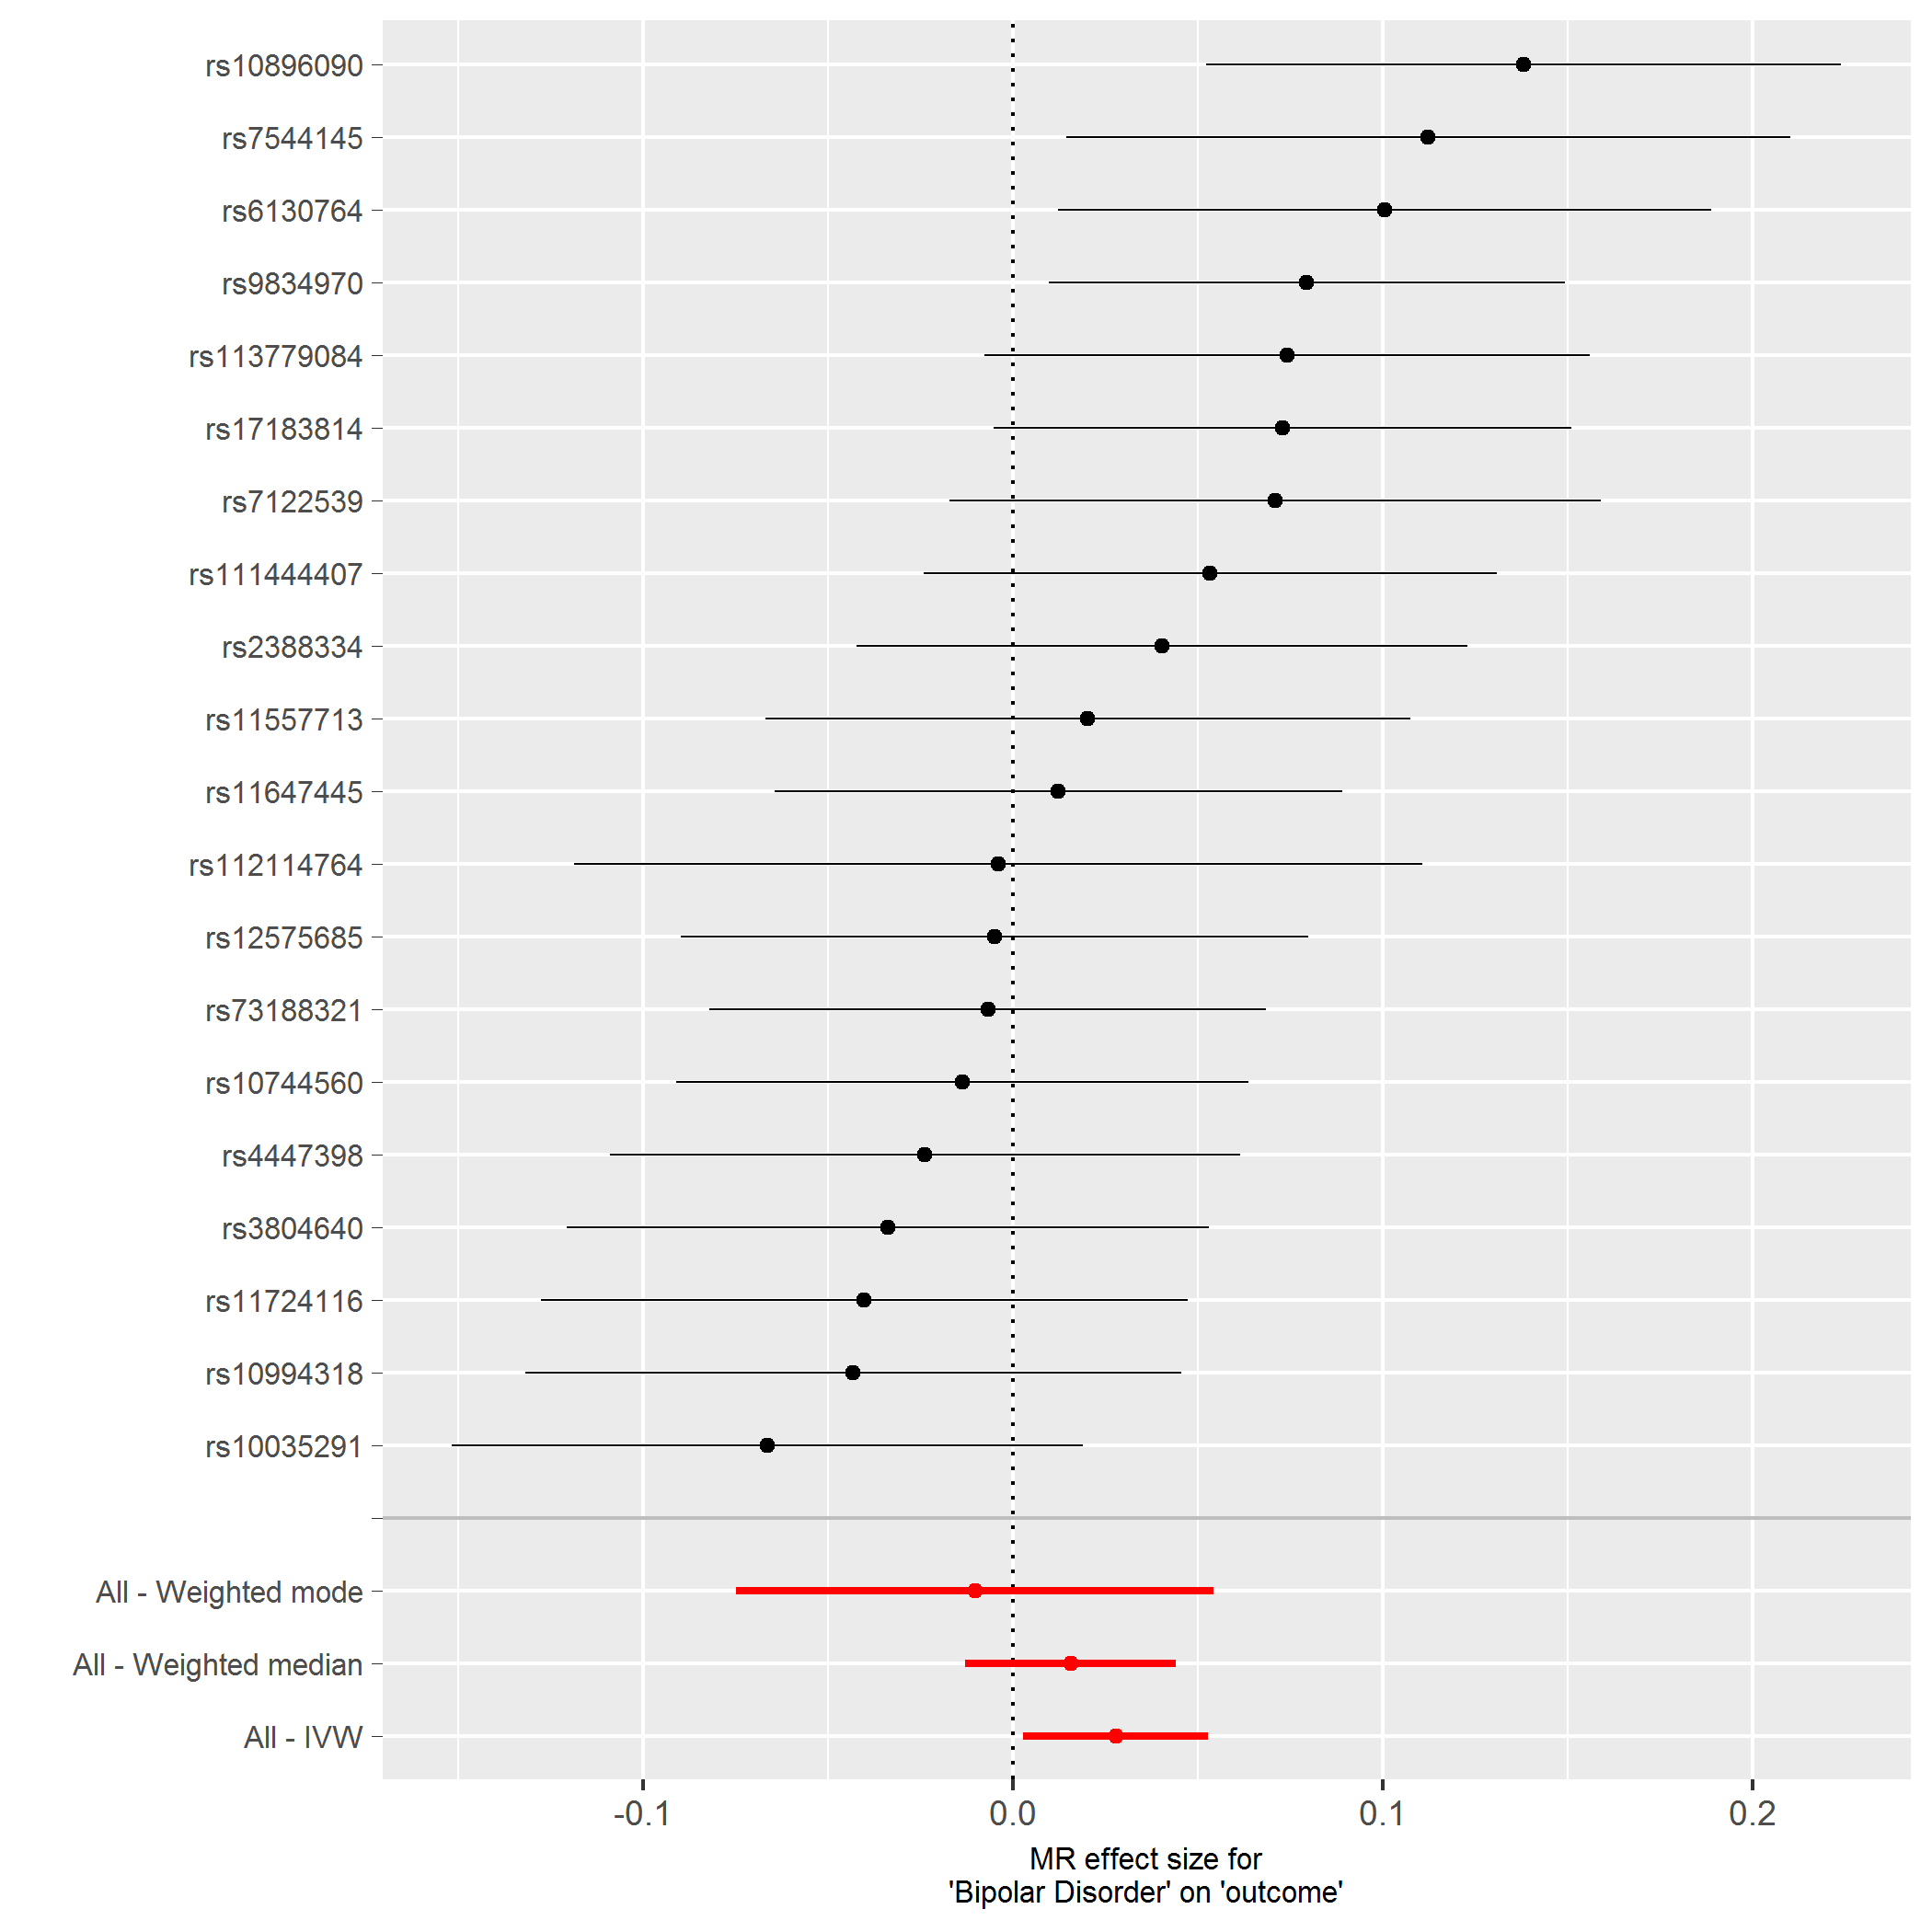 rs10896090
rs7544145
rs6130764
rs9834970
rs113779084
rs17183814
rs7122539
rs111444407
rs2388334
rs11557713
rs11647445
rs112114764
rs12575685
rs73188321
rs10744560
rs4447398
rs3804640
rs11724116
rs10994318
rs10035291
All - Weighted mode
All - Weighted median
All - IVW
-0.1 0.0 0.1 0.2
MR effect size for
'Bipolar Disorder' on 'outcome'